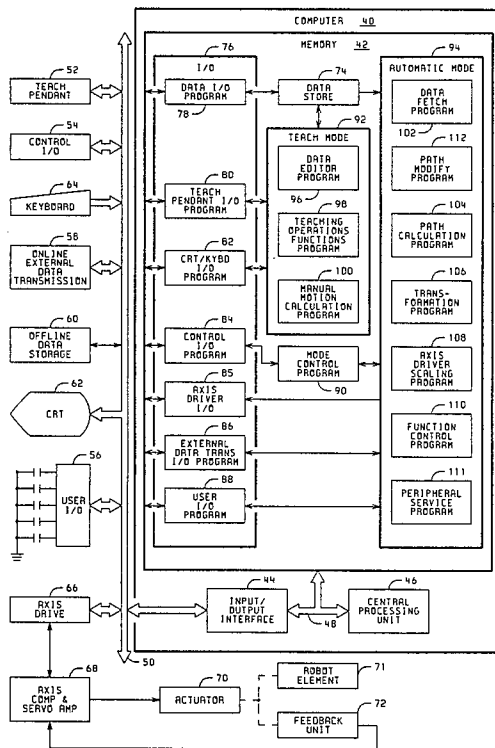 COMPUTER 40
MEMORY 42
76
I/O
DATA I/O
PROGRAM
78
80
TEACH
PENDANT I/O
PROGRAM
82
CRT/KYBD
I/O PROGRAM
84
CONTROL I/O
PROGRAM
85
AXIS
DRIVER I/O
86
EXTERNAL
DATA TRANS
I/O PROGRAM
88
USER
I/O PROGRAM
74
DATA
STORE
92
TEACH MODE
DATA
EDITOR
PROGRAM
96
98
TEACHING
OPERATIONS
FUNCTIONS PROGRAM
100
MANUAL
MOTION
CALCULATION
PROGRAM
MODE
CONTROL
PROGRAM
90
94
AUTOMATIC MODE
DATA
FETCH
PROGRAM
102
112
PATH
MODIFY
PROGRAM
104
PATH
CALCULATION
PROGRAM
106
TRANS-
FORMATION
PROGRAM
108
AXIS
DRIVER
SCALING
PROGRAM
110
FUNCTION
CONTROL
PROGRAM
111
PERIPHERAL
SERVICE
PROGRAM
52
TEACH
PENDANT
54
CONTROL
I/O
64
KEYBOARD
58
ONLINE
EXTERNAL
DATA
TRANSMISSION
60
OFFLINE
DATA
STORAGE
62
CRT
56
USER
I/O
66
AXIS
DRIVE
50
44
INPUT/
OUTPUT
INTERFACE
48
46
CENTRAL
PROCESSING
UNIT
68
AXIS
COMP &
SERVO AMP
70
ACTUATOR
71
ROBOT
ELEMENT
72
FEEDBACK
UNIT